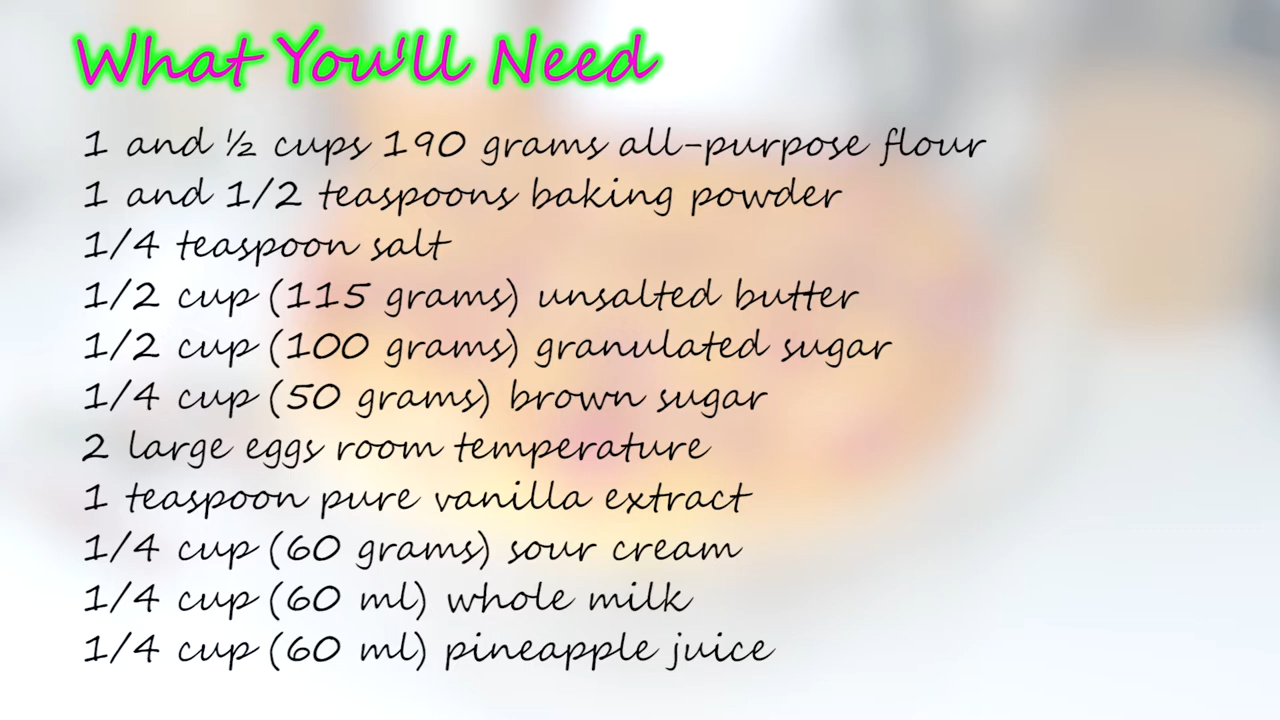 What You'll Need
1 and ½ cups 190 grams all-purpose flour
1 and 1/2 teaspoons baking powder
1/4 teaspoon salt
1/2 cup (115 grams) unsalted butter
1/2 cup (100 grams) granulated sugar
1/4 cup (50 grams) brown sugar
2 large eggs room temperature
1 teaspoon pure vanilla extract
1/4 cup (60 grams) sour cream
1/4 cup (60 ml) whole milk
1/4 cup (60 ml) pineapple juice